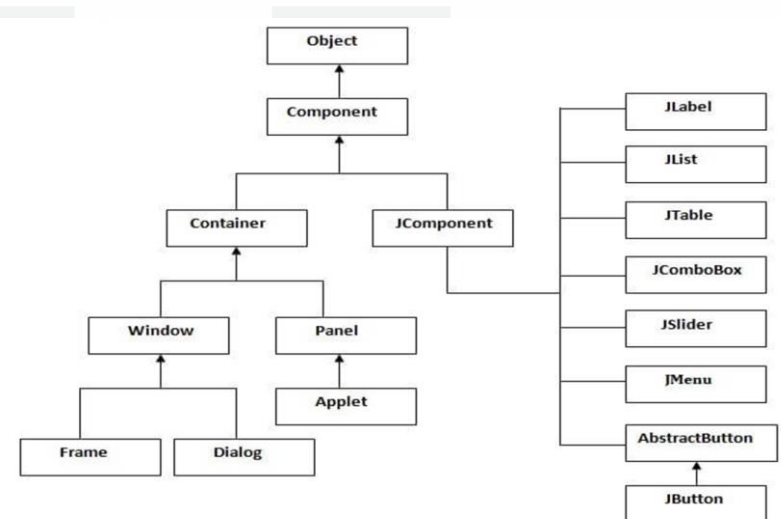 Object
Component
Container
JComponent
Window
Panel
Applet
Frame
Dialog
JLabel
JList
JTable
JComboBox
JSlider
JMenu
AbstractButton
JButton